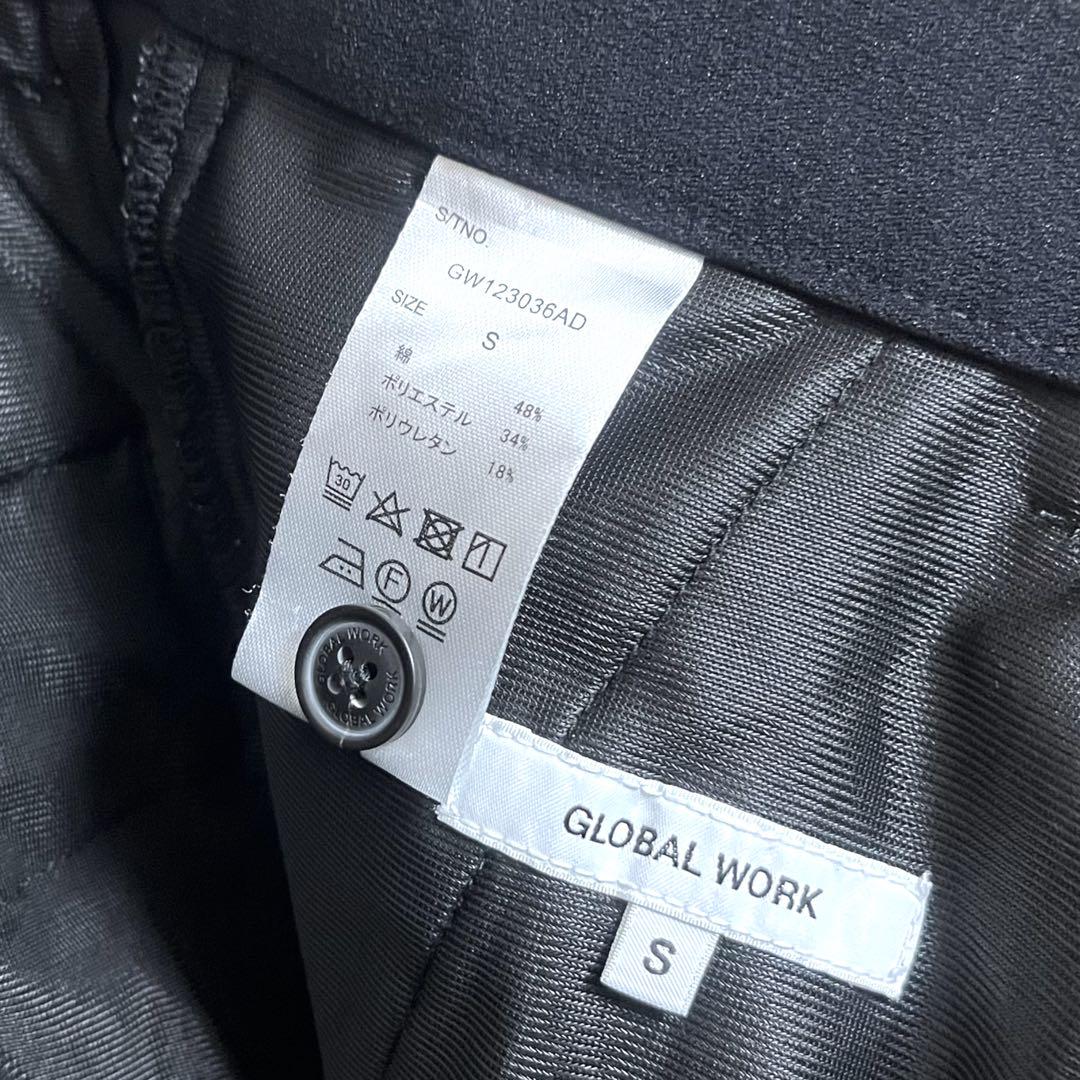 S/TNO.
GW123036AD
SIZE
S
綿 48%
ポリエステル 34%
ポリウレタン 18%
30
F
W
GLOBAL WORK
GLOBAL WORK
GLOBAL WORK
S